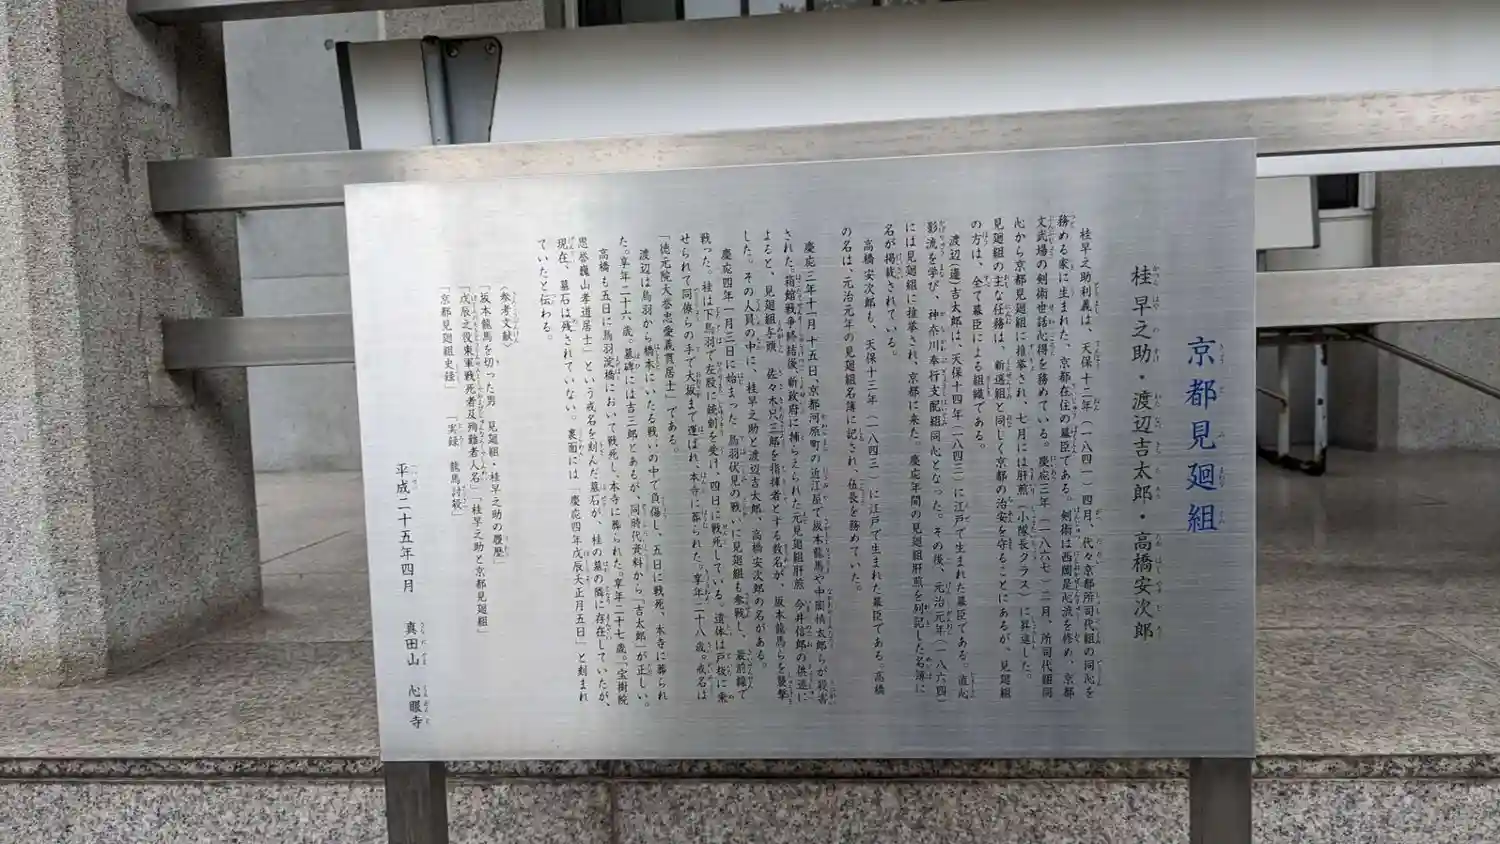 京都見廻組
桂早之助・渡辺吉太郎・高橋安次郎
桂早之助利義は、天保十二年（一八四一）四月、代々京都所司代組の同心を
務める家に生まれた、京都在住の幕臣である。剣術は西岡是心流を修め、京都
文武場の剣術世話心得を務めている。慶応三年（一八六七）二月、所司代組同
心から京都見廻組に推挙され、七月には肝煎（小隊長クラス）に昇進した。
見廻組の主な任務は、新選組と同じく京都の治安を守ることにあるが、見廻組
の方は、全て幕臣による組織である。
渡辺（邊）吉太郎は、天保十四年（一八四三）に江戸で生まれた幕臣である。直心
影流を学び、神奈川奉行支配組同心となった。その後、元治元年（一八六四）
には見廻組に推挙され、京都に来た。慶応年間の見廻組肝煎を列記した名簿に
名が掲載されている。
高橋安次郎も、天保十三年（一八四三）に江戸で生まれた幕臣である。高橋
の名は、元治元年の見廻組名簿に記され、伍長を務めていた。
慶応三年十一月十五日京都河原町の近江屋で坂本龍馬や中岡慎太郎らが殺害
された。箱館戦争終結後、新政府に捕らえられた元見廻組肝煎 今井信郎の供述に
よると、見廻組与頭 佐々木只三郎を指揮者とする数名が、坂本龍馬らを襲撃
した。その人員の中に 桂早之助と渡辺吉太郎、高橋安次郎の名がある。
慶応四年一月三日に始まった 鳥羽伏見の戦いに見廻組も参戦し、最前線で
戦った。桂は下鳥羽で左股に銃創を受け、四日に戦死している。遺体は戸板に乗
せられて同僚らの手で大坂まで運ばれ、本寺に葬られた。享年二十八歳。戒名は
「徳元院大誉忠愛義貫居士」である。
渡辺は鳥羽から橋本にいたる戦いの中で負傷し、五日に戦死、本寺に葬られ
た。享年二十六歳。墓碑には吉三郎とあるが、同時代資料から「吉太郎」が正しい。
高橋も五日に鳥羽淀橋において戦死し、本寺に葬られた。享年二十七歳。「宝樹院
思誉巍山孝道居士」という戒名を刻んだ墓石が、桂の墓の隣に存在していたが、
現在、墓石は残されていない。裏面には「慶応四年戊辰天正月五日」と刻まれ
ていたと伝わる。
〈参考文献〉
「坂本龍馬を切った男 見廻組・桂早之助の履歴」
「戊辰之役東軍戦死者及殉難者人名」「桂早之助と京都見廻組」
「京都見廻組史録」 「実録 龍馬討殺」
平成二十五年四月 真田山 心眼寺